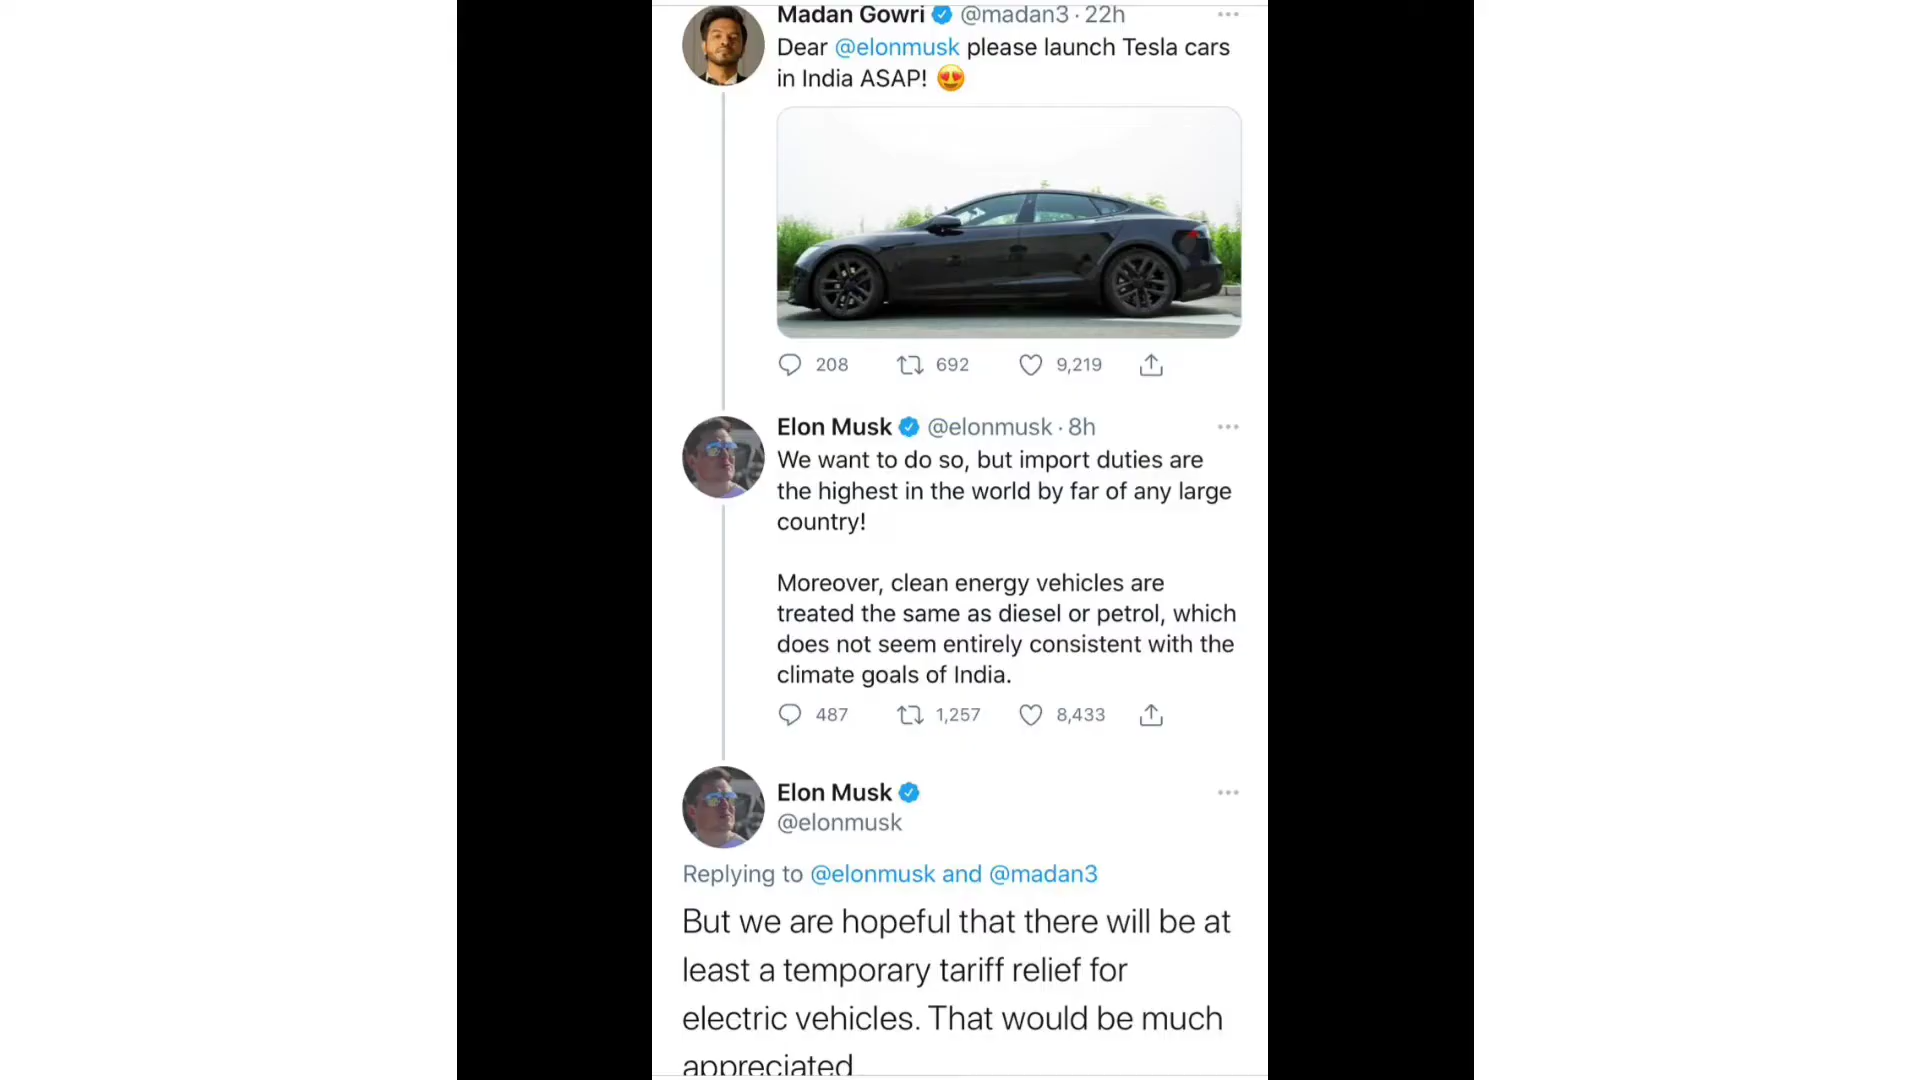 Madan Gowri @madan3 · 22h
Dear @elonmusk please launch Tesla cars
in India ASAP! 😍
208 692 9,219
Elon Musk @elonmusk · 8h
We want to do so, but import duties are
the highest in the world by far of any large
country!
Moreover, clean energy vehicles are
treated the same as diesel or petrol, which
does not seem entirely consistent with the
climate goals of India.
487 1,257 8,433
Elon Musk
@elonmusk
Replying to @elonmusk and @madan3
But we are hopeful that there will be at
least a temporary tariff relief for
electric vehicles. That would be much
appreciated